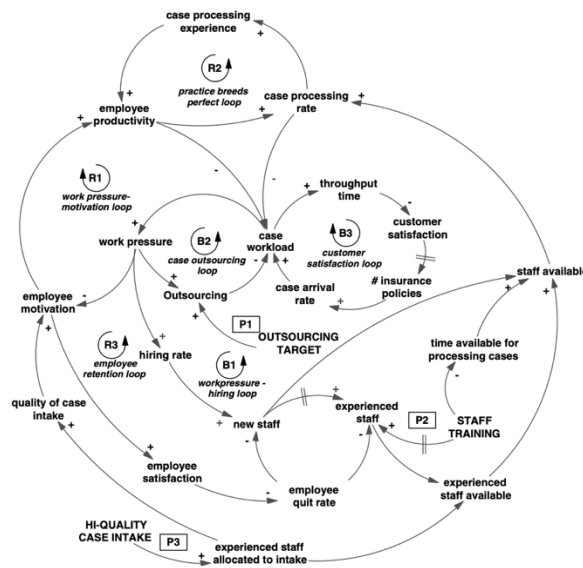 case processing
experience
R2
practice breeds
perfect loop
employee
productivity
case processing
rate
R1
work pressure-
motivation loop
throughput
time
customer
satisfaction
work pressure
B2
case outsourcing
loop
case
workload
B3
customer
satisfaction loop
staff available
employee
motivation
Outsourcing
case arrival
rate
# insurance
policies
P1
OUTSOURCING
TARGET
R3
employee
retention loop
hiring rate
B1
workpressure -
hiring loop
time available for
processing cases
quality of case
intake
new staff
experienced
staff
P2
STAFF
TRAINING
employee
satisfaction
employee
quit rate
experienced
staff available
HI-QUALITY
CASE INTAKE
P3
experienced staff
allocated to intake